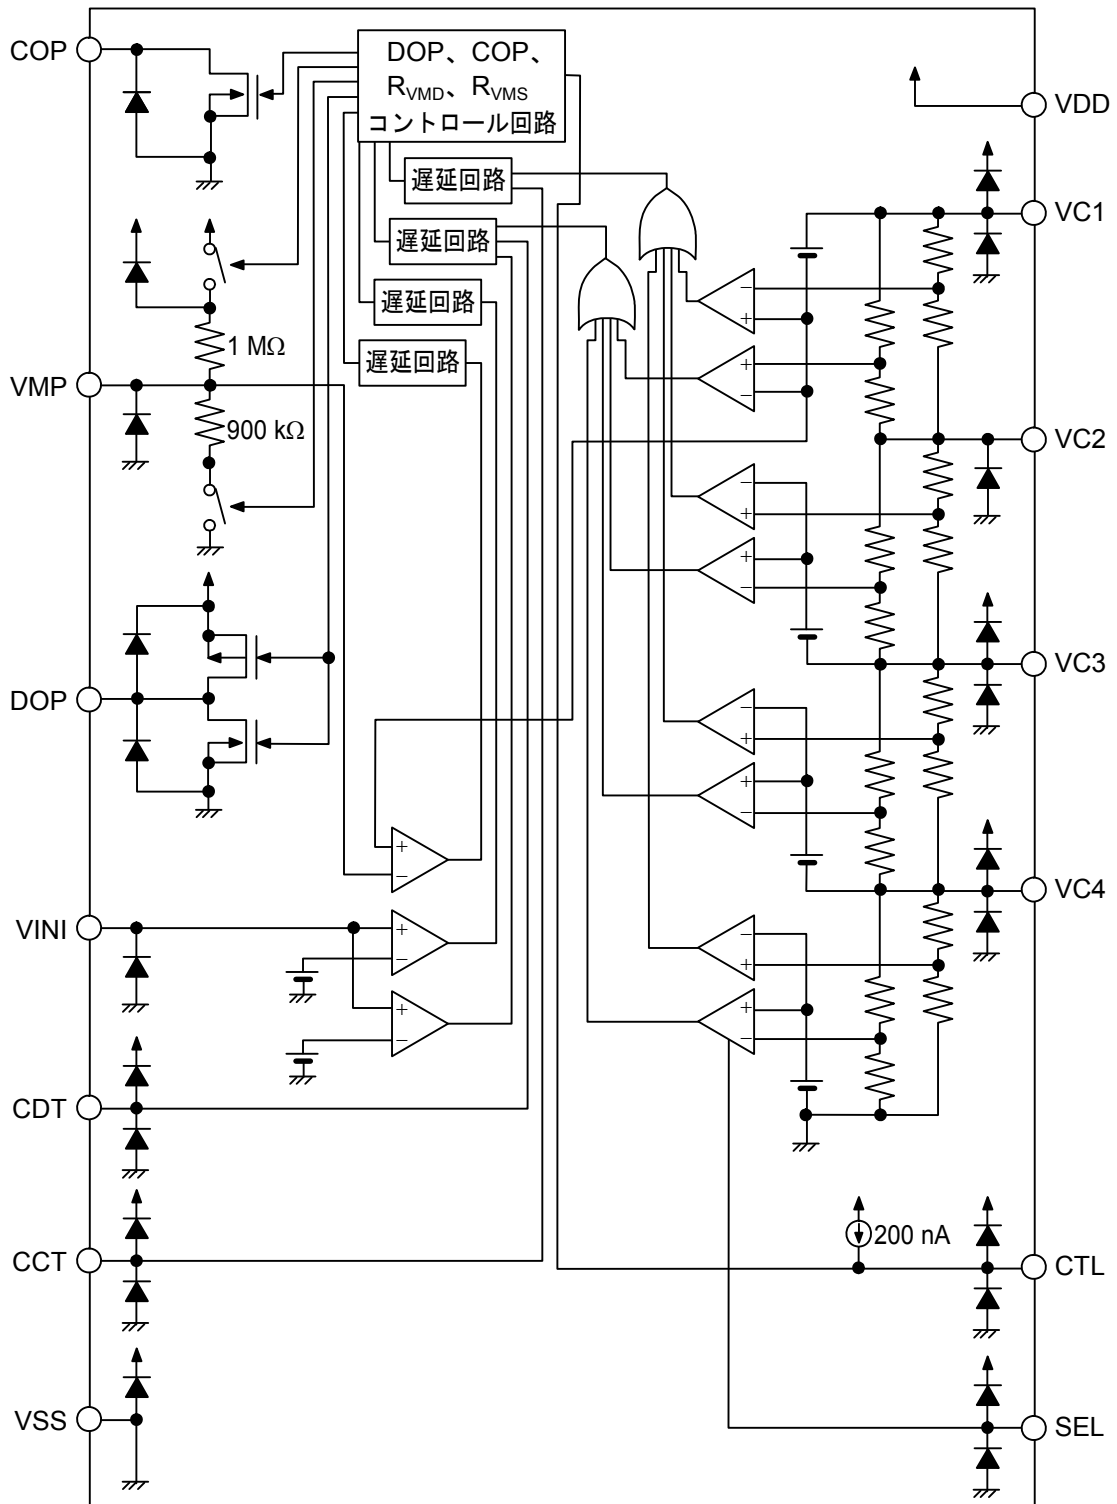 COP
DOP、COP、
RVMD、RVMS
コントロール回路
VDD
遅延回路
VC1
遅延回路
遅延回路
1 MΩ
遅延回路
VMP
900 kΩ
VC2
VC3
DOP
VC4
VINI
CDT
CCT
200 nA
CTL
VSS
SEL
−
+
+
−
−
+
+
−
−
+
+
−
+
−
−
+
+
−
+
−
+
−